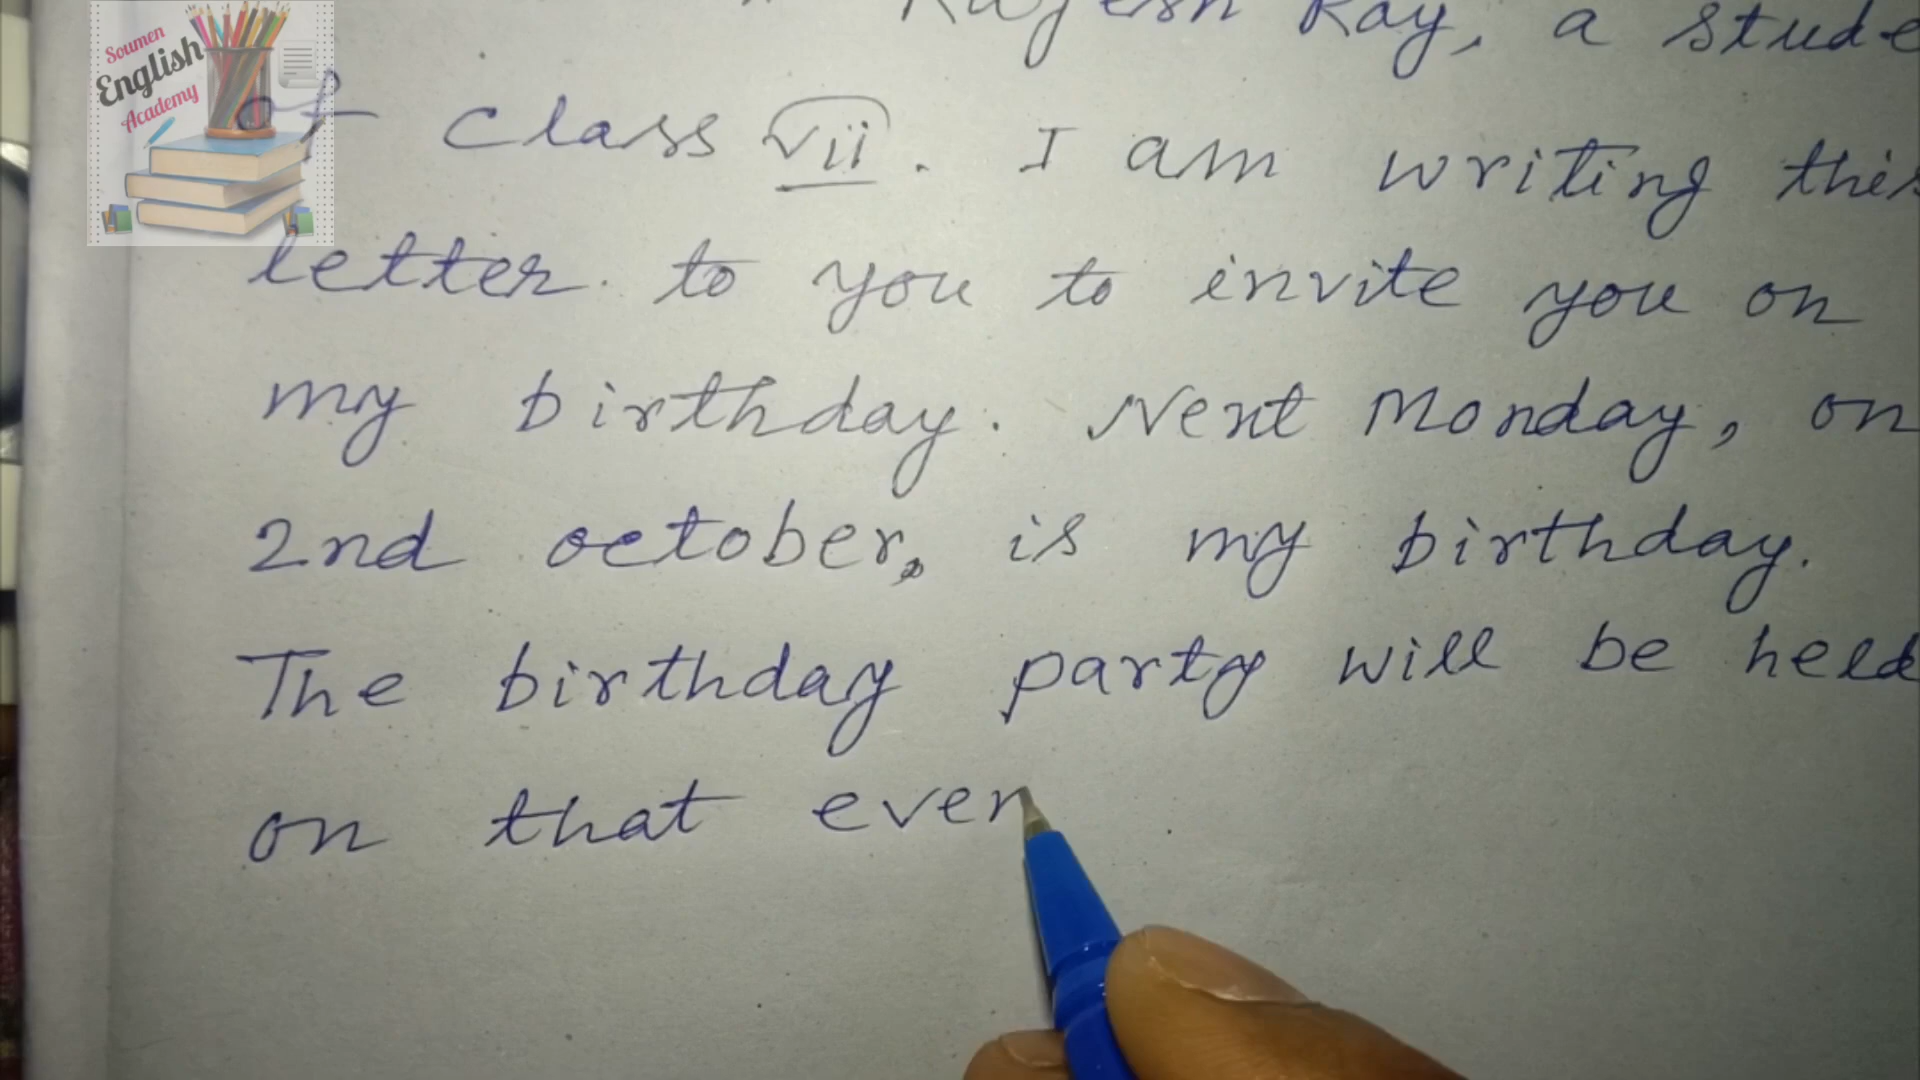 Soumen
English
Academy
Rajesh Ray, a stude
of class vii. I am writing this
letter to you to invite you on
my birthday. Next Monday, on
2nd october, is my birthday.
The birthday party will be held
on that even